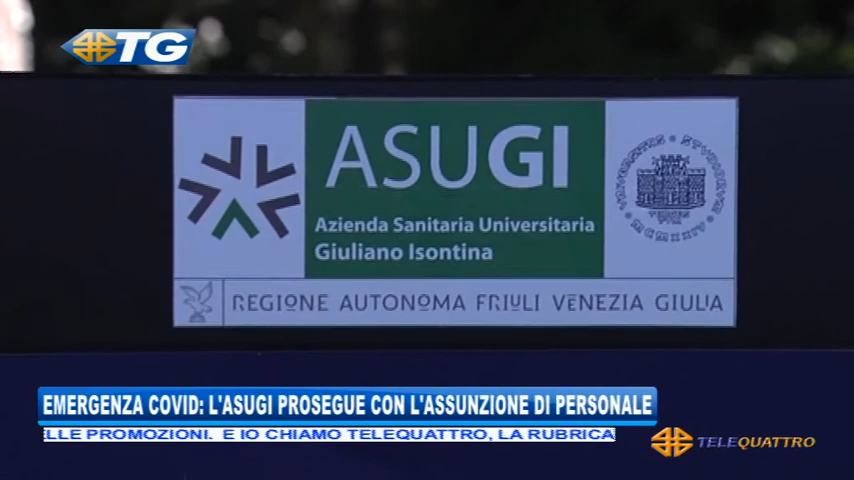 TG
ASUGI
Azienda Sanitaria Universitaria
Giuliano Isontina
REGIONE AUTONOMA FRIULI VENEZIA GIULIA
EMERGENZA COVID: L'ASUGI PROSEGUE CON L'ASSUNZIONE DI PERSONALE
ELLE PROMOZIONI. E IO CHIAMO TELEQUATTRO, LA RUBRICA
TELEQUATTRO